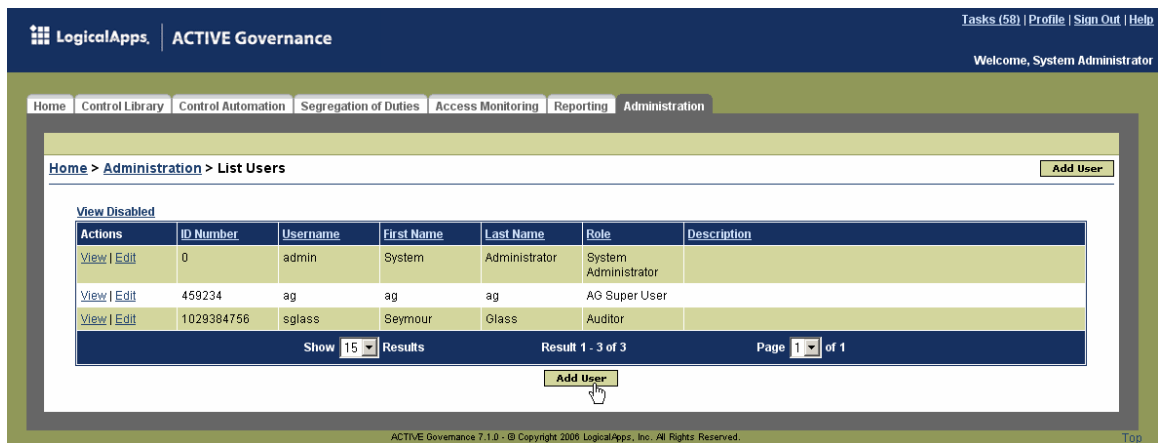 Tasks (58) | Profile | Sign Out | Help
LogicalApps. ACTIVE Governance
Welcome, System Administrator
Home Control Library Control Automation Segregation of Duties Access Monitoring Reporting Administration
Home > Administration > List Users Add User
View Disabled
Actions ID Number Username First Name Last Name Role Description
View | Edit 0 admin System Administrator System
Administrator
View | Edit 459234 ag ag ag AG Super User
View | Edit 1029384756 sglass Seymour Glass Auditor
Show 15 Results Result 1 - 3 of 3 Page 1 of 1
Add User
ACTIVE Governance 7.1.0 - © Copyright 2006 LogicalApps, Inc. All Rights Reserved. Top